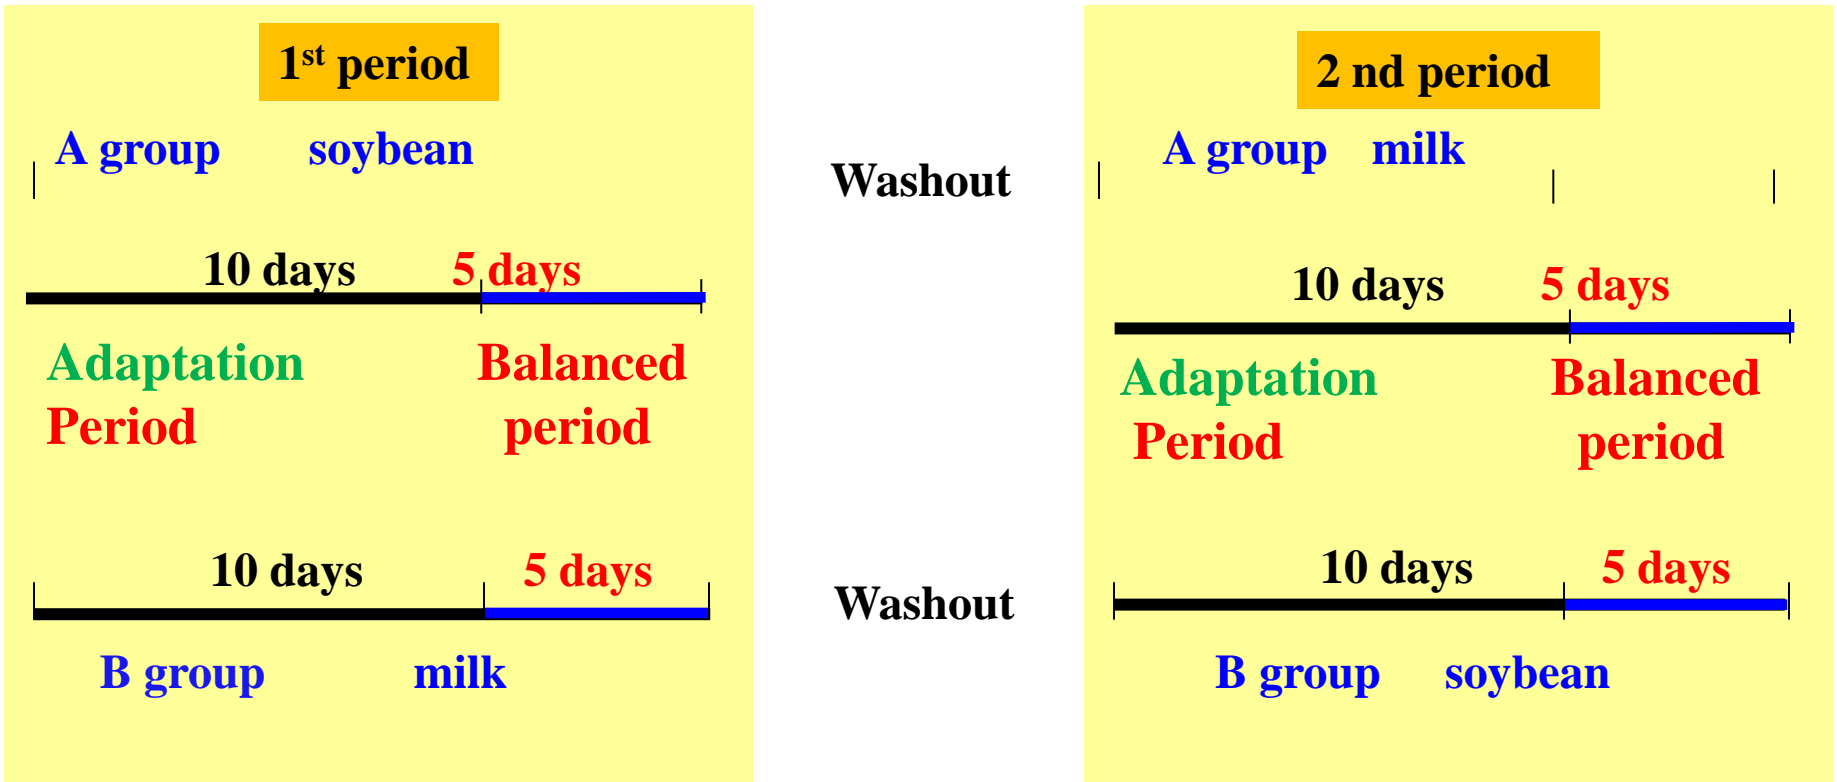 1st period
A group soybean
10 days 5 days
Adaptation Balanced
Period period
10 days 5 days
B group milk
Washout
Washout
2 nd period
A group milk
10 days 5 days
Adaptation Balanced
Period period
10 days 5 days
B group soybean